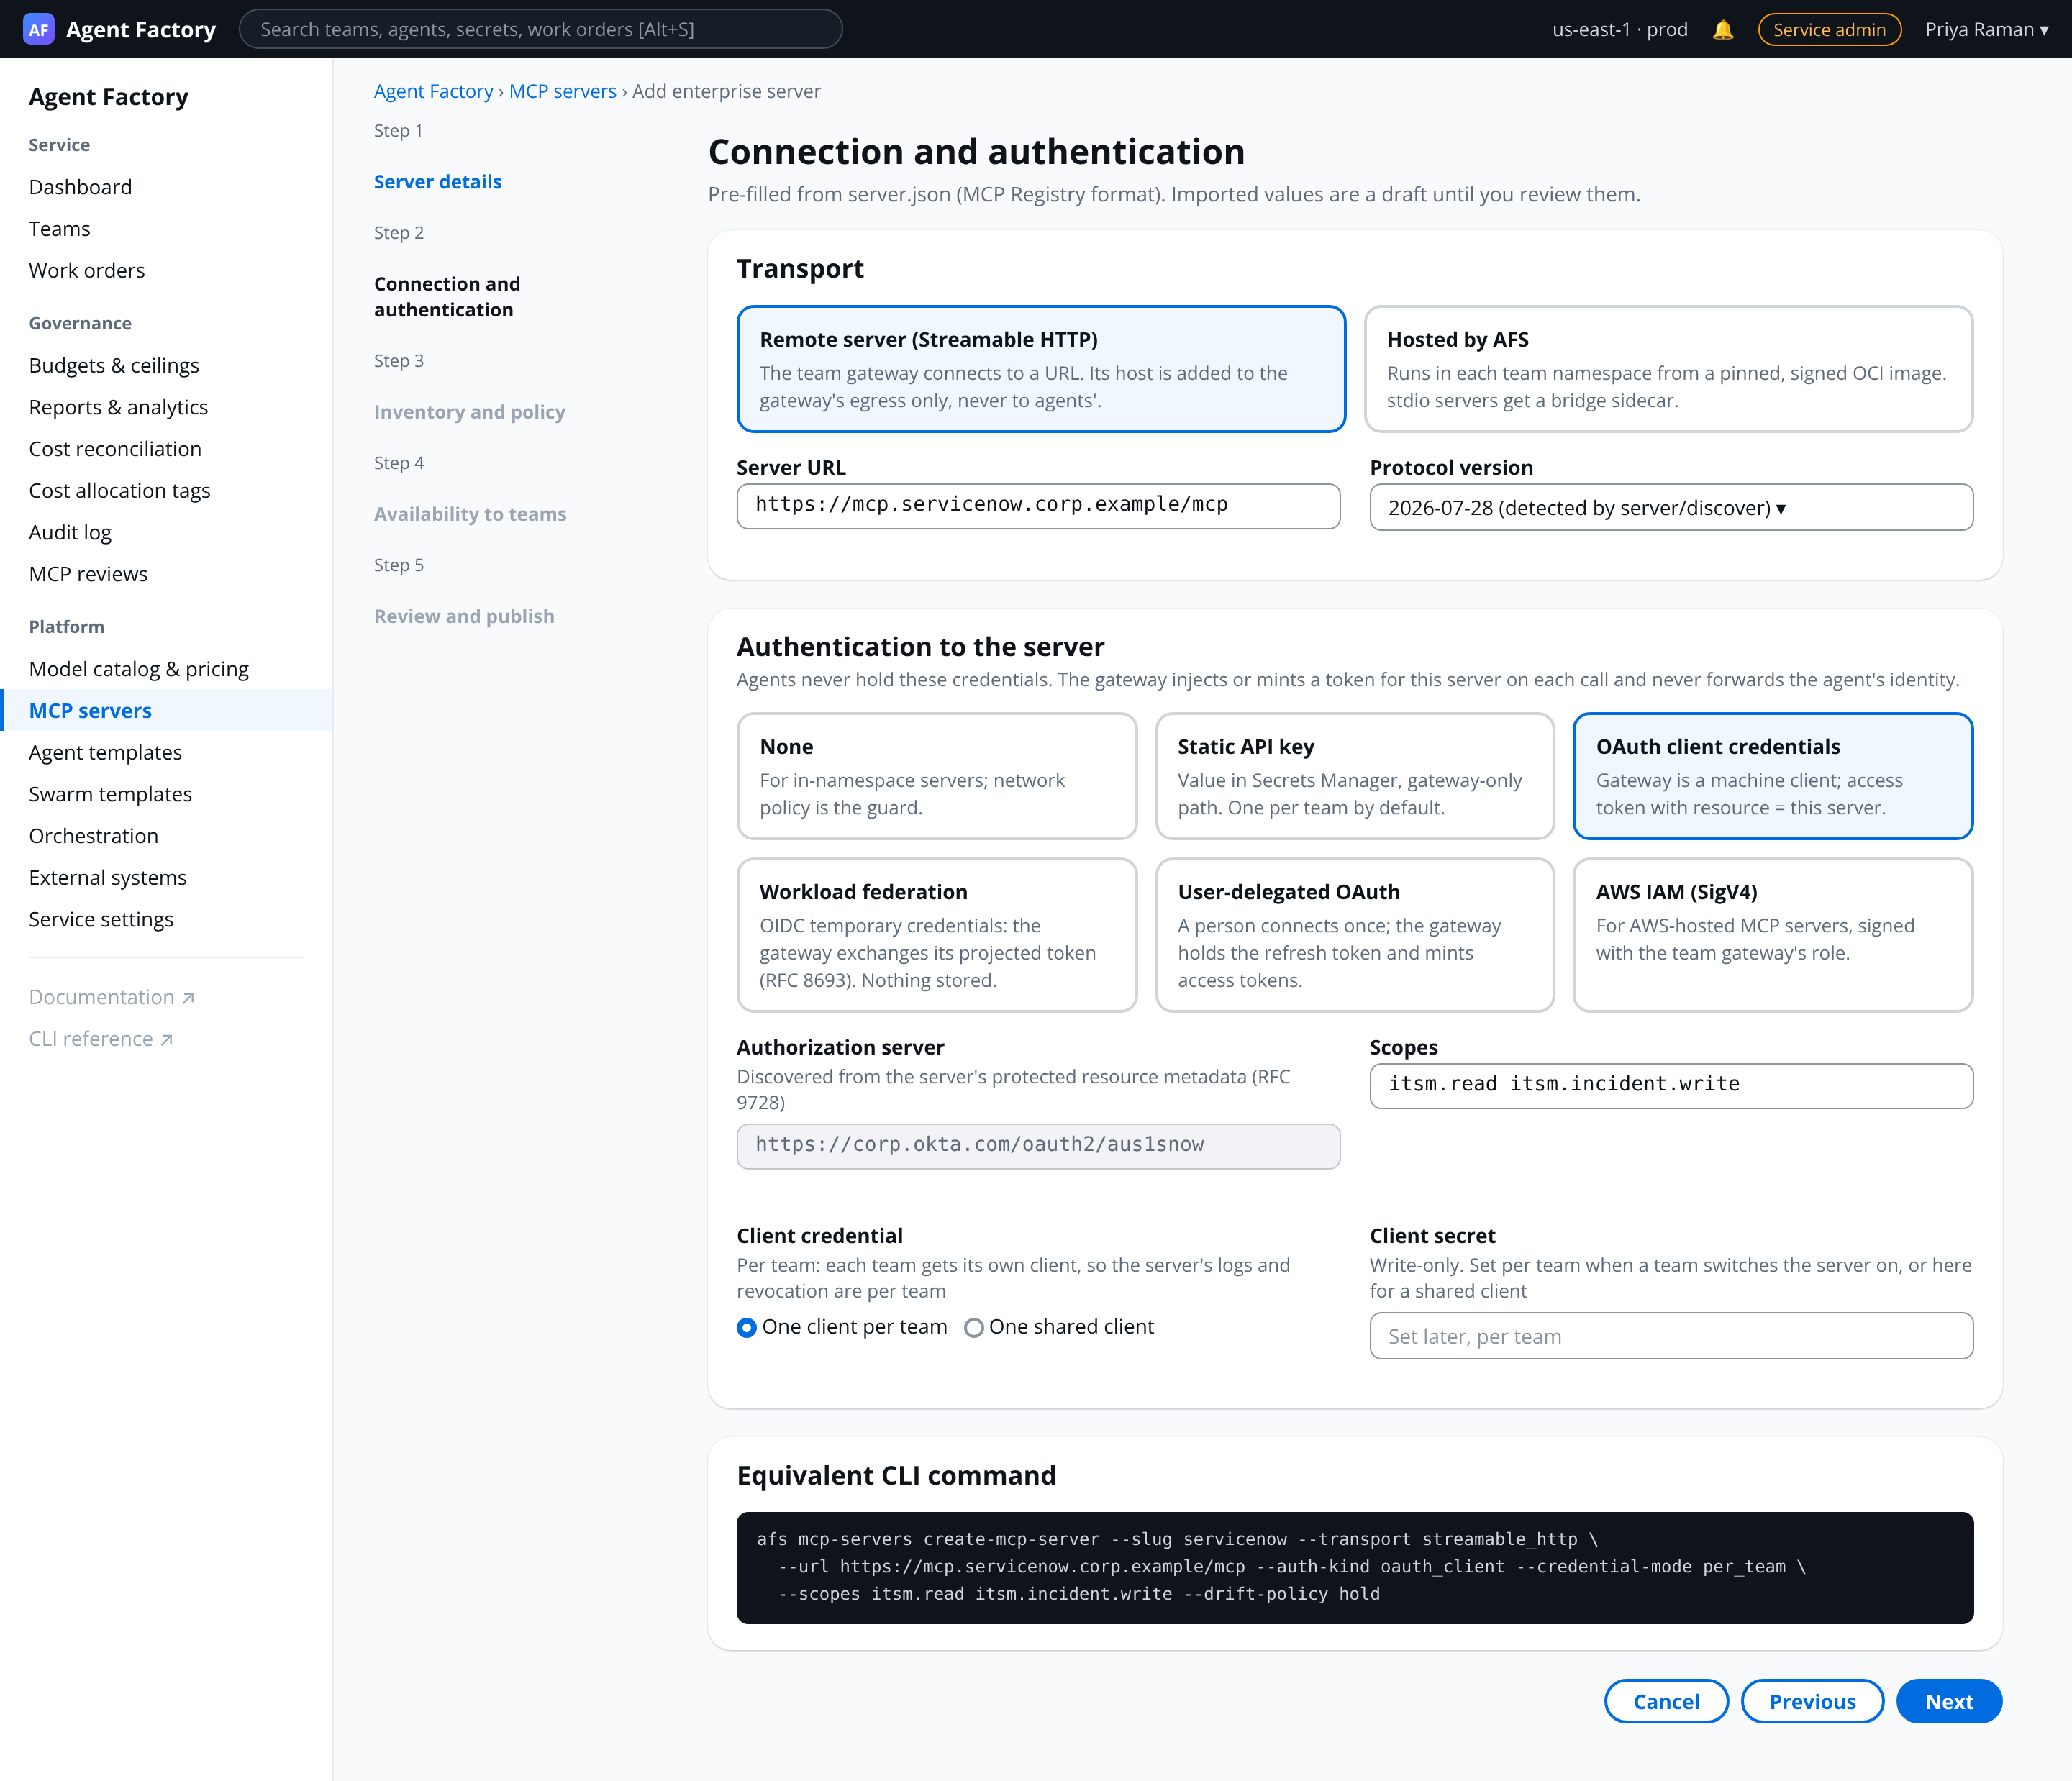 AF Agent Factory
Search teams, agents, secrets, work orders [Alt+S]
us-east-1 · prod
🔔
Service admin
Priya Raman ▾
Agent Factory
Service
Dashboard
Teams
Work orders
Governance
Budgets & ceilings
Reports & analytics
Cost reconciliation
Cost allocation tags
Audit log
MCP reviews
Platform
Model catalog & pricing
MCP servers
Agent templates
Swarm templates
Orchestration
External systems
Service settings
Documentation ↗
CLI reference ↗
Agent Factory › MCP servers › Add enterprise server
Step 1
Server details
Step 2
Connection and
authentication
Step 3
Inventory and policy
Step 4
Availability to teams
Step 5
Review and publish
Connection and authentication
Pre-filled from server.json (MCP Registry format). Imported values are a draft until you review them.
Transport
Remote server (Streamable HTTP)
The team gateway connects to a URL. Its host is added to the
gateway's egress only, never to agents'.
Hosted by AFS
Runs in each team namespace from a pinned, signed OCI image.
stdio servers get a bridge sidecar.
Server URL
https://mcp.servicenow.corp.example/mcp
Protocol version
2026-07-28 (detected by server/discover) ▾
Authentication to the server
Agents never hold these credentials. The gateway injects or mints a token for this server on each call and never forwards the agent's identity.
None
For in-namespace servers; network
policy is the guard.
Static API key
Value in Secrets Manager, gateway-only
path. One per team by default.
OAuth client credentials
Gateway is a machine client; access
token with resource = this server.
Workload federation
OIDC temporary credentials: the
gateway exchanges its projected token
(RFC 8693). Nothing stored.
User-delegated OAuth
A person connects once; the gateway
holds the refresh token and mints
access tokens.
AWS IAM (SigV4)
For AWS-hosted MCP servers, signed
with the team gateway's role.
Authorization server
Discovered from the server's protected resource metadata (RFC
9728)
https://corp.okta.com/oauth2/aus1snow
Scopes
itsm.read itsm.incident.write
Client credential
Per team: each team gets its own client, so the server's logs and
revocation are per team
One client per team
One shared client
Client secret
Write-only. Set per team when a team switches the server on, or here
for a shared client
Set later, per team
Equivalent CLI command
afs mcp-servers create-mcp-server --slug servicenow --transport streamable_http \
--url https://mcp.servicenow.corp.example/mcp --auth-kind oauth_client --credential-mode per_team \
--scopes itsm.read itsm.incident.write --drift-policy hold
Cancel
Previous
Next